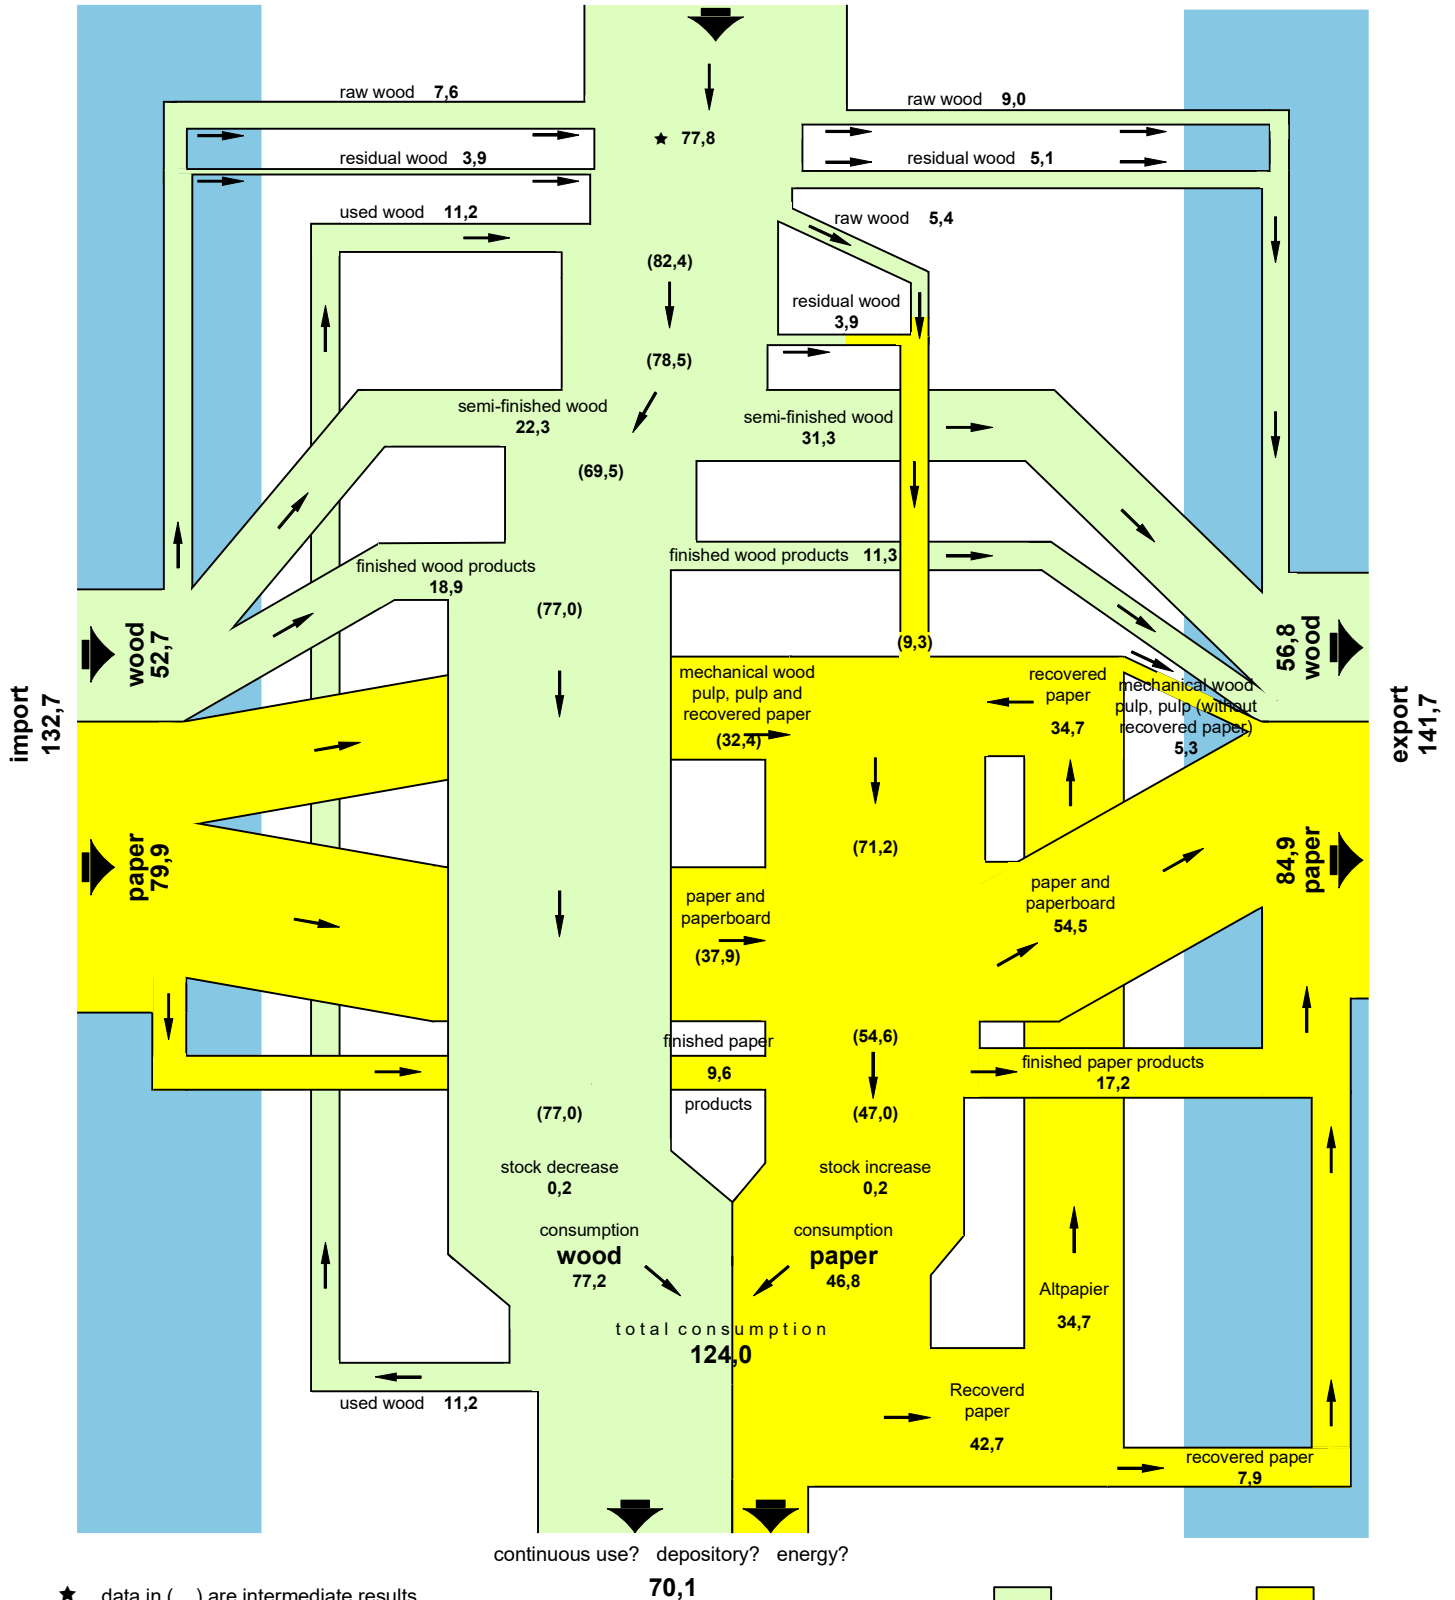 raw wood 7,6
raw wood 9,0
77,8
residual wood 3,9
residual wood 5,1
used wood 11,2
raw wood 5,4
(82,4)
residual wood
3,9
(78,5)
semi-finished wood
22,3
semi-finished wood
31,3
(69,5)
finished wood products 11,3
finished wood products
18,9
(77,0)
(9,3)
wood
52,7
56,8
wood
import
132,7
export
141,7
mechanical wood
pulp, pulp and
recovered paper
(32,4)
recovered
paper
34,7
mechanical wood
pulp, pulp (without
recovered paper)
5,3
paper
79,9
84,9
paper
(71,2)
paper and
paperboard
(37,9)
paper and
paperboard
54,5
(54,6)
finished paper
9,6
products
finished paper products
17,2
(77,0)
(47,0)
stock decrease
0,2
stock increase
0,2
consumption
wood
77,2
consumption
paper
46,8
total consumption
124,0
Altpapier
34,7
used wood 11,2
Recoverd
paper
42,7
recovered paper
7,9
continuous use? depository? energy?
70,1
data in ( ) are intermediate results